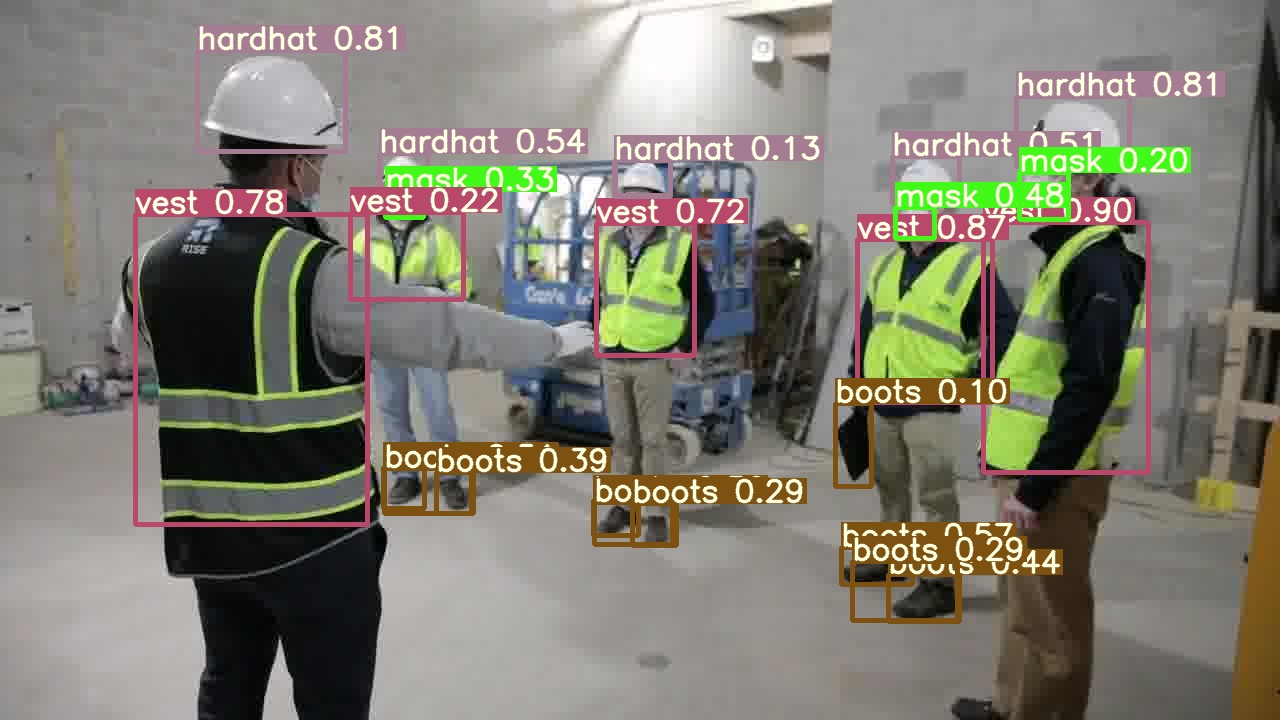 hardhat 0.81
hardhat 0.81
hardhat 0.54
hardhat 0.13
hardhat 0.51
mask 0.20
mask 0.33
mask 0.48
vest 0.78
vest 0.22
vest 0.72
vest 0.87
vest 0.90
RISE
Genie
boots 0.10
boots 0.39
boots 0.29
boots 0.57
boots 0.29
boots 0.44